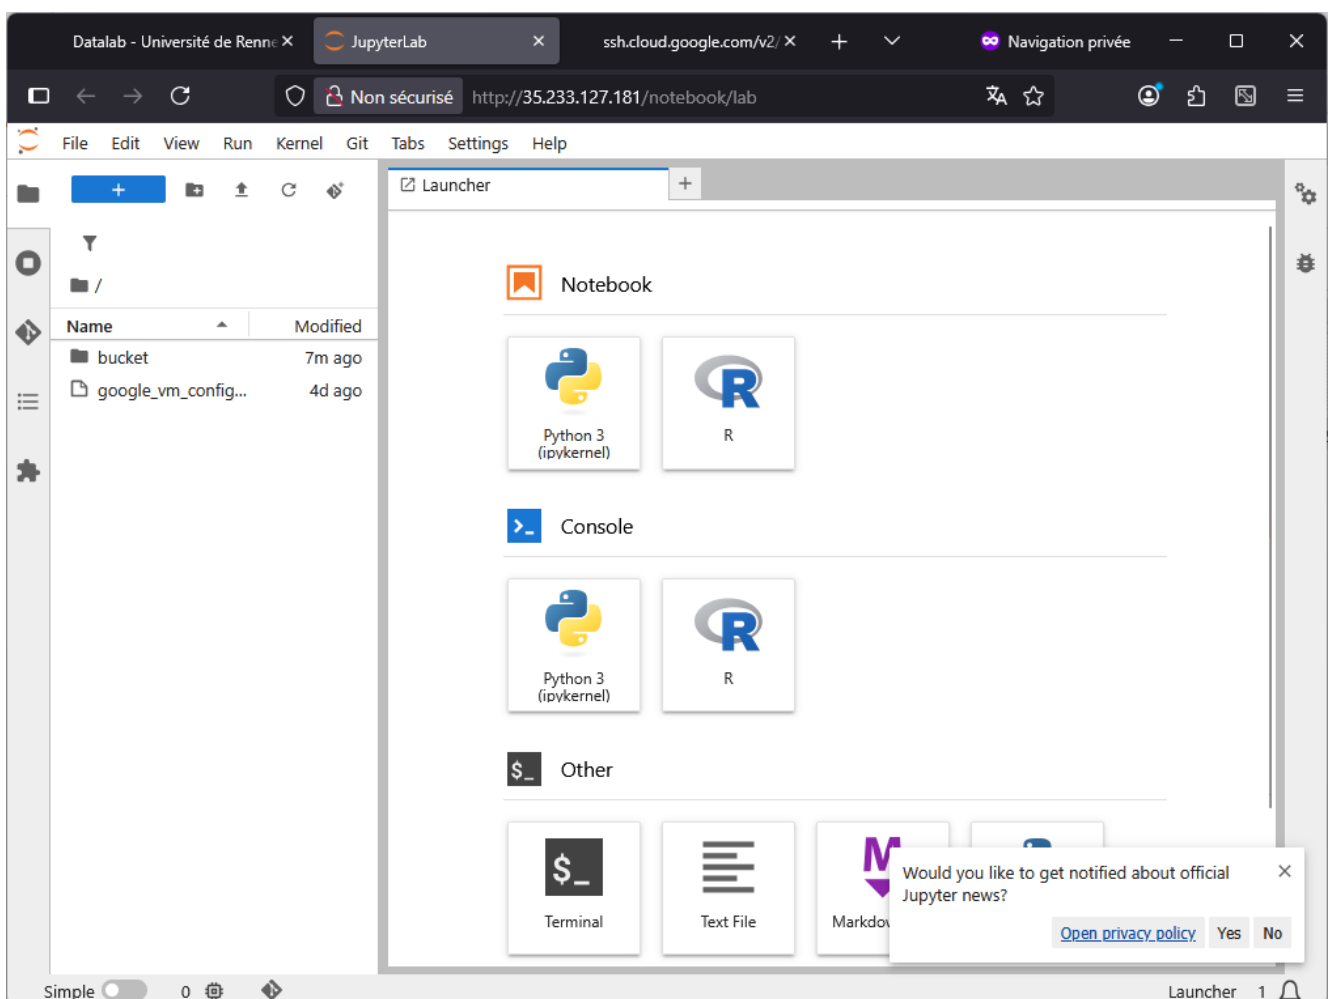 Datalab - Université de Renne
JupyterLab
ssh.cloud.google.com/v2/
Navigation privée
Non sécurisé
http://35.233.127.181/notebook/lab
File Edit View Run Kernel Git Tabs Settings Help
Launcher
/
Name Modified
bucket 7m ago
google_vm_config... 4d ago
Notebook
Python 3
(ipykernel)
R
Console
Python 3
(ipykernel)
R
Other
$_
Terminal
Text File
Markdow
Would you like to get notified about official
Jupyter news?
Open privacy policy Yes No
Simple 0
Launcher 1